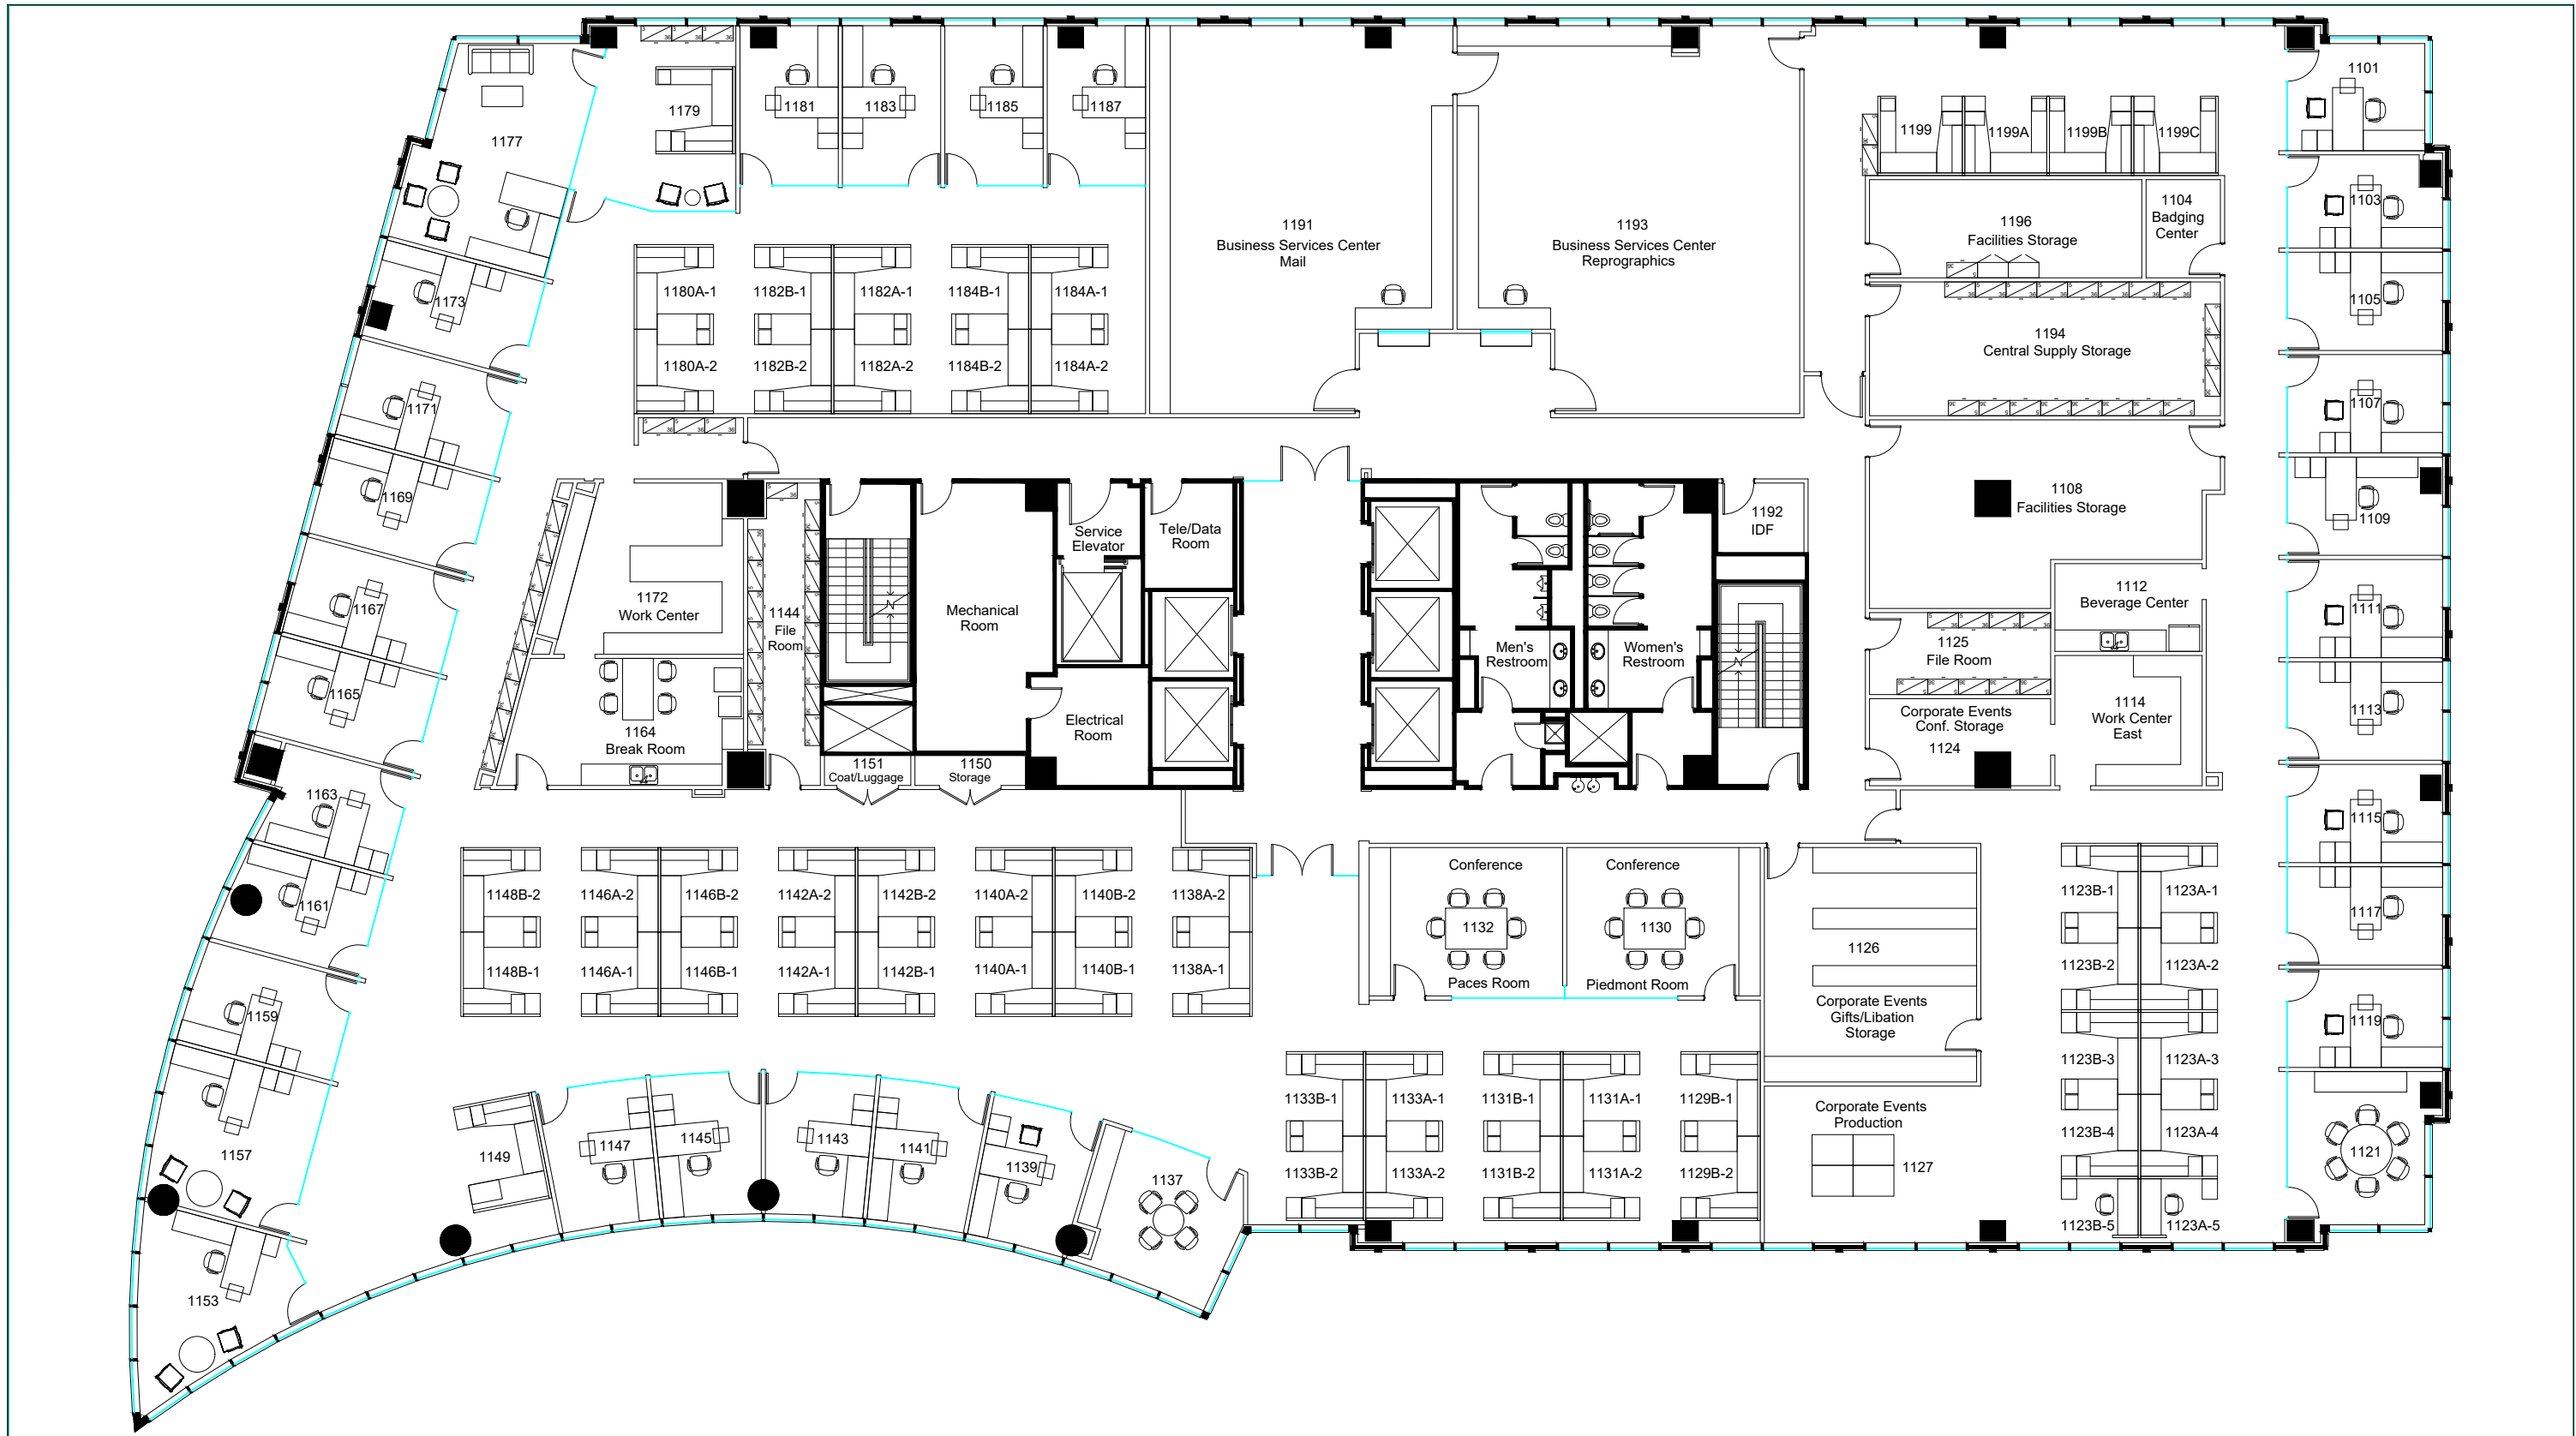 1101
1177
1179
1181
1183
1185
1187
1199
1199A
1199B
1199C
1103
1191
Business Services Center
Mail
1193
Business Services Center
Reprographics
1196
Facilities Storage
1104
Badging
Center
1173
1180A-1
1182B-1
1182A-1
1184B-1
1184A-1
1105
1194
Central Supply Storage
1180A-2
1182B-2
1182A-2
1184B-2
1184A-2
1171
1107
1169
1108
Facilities Storage
1109
Service
Elevator
Tele/Data
Room
1192
IDF
1167
1172
Work Center
1144
File
Room
Mechanical
Room
1112
Beverage Center
1111
1165
Men's
Restroom
Women's
Restroom
1125
File Room
1164
Break Room
Electrical
Room
Corporate Events
Conf. Storage
1124
1114
Work Center
East
1113
1151
Coat/Luggage
1150
Storage
1163
1115
1161
1148B-2
1146A-2
1146B-2
1142A-2
1142B-2
1140A-2
1140B-2
1138A-2
Conference
1132
Paces Room
Conference
1130
Piedmont Room
1126
Corporate Events
Gifts/Libation
Storage
1123B-1
1123A-1
1117
1148B-1
1146A-1
1146B-1
1142A-1
1142B-1
1140A-1
1140B-1
1138A-1
1123B-2
1123A-2
1159
1119
1123B-3
1123A-3
1157
1149
1147
1145
1143
1141
1139
1137
1133B-1
1133A-1
1131B-1
1131A-1
1129B-1
Corporate Events
Production
1127
1123B-4
1123A-4
1121
1133B-2
1133A-2
1131B-2
1131A-2
1129B-2
1123B-5
1123A-5
1153